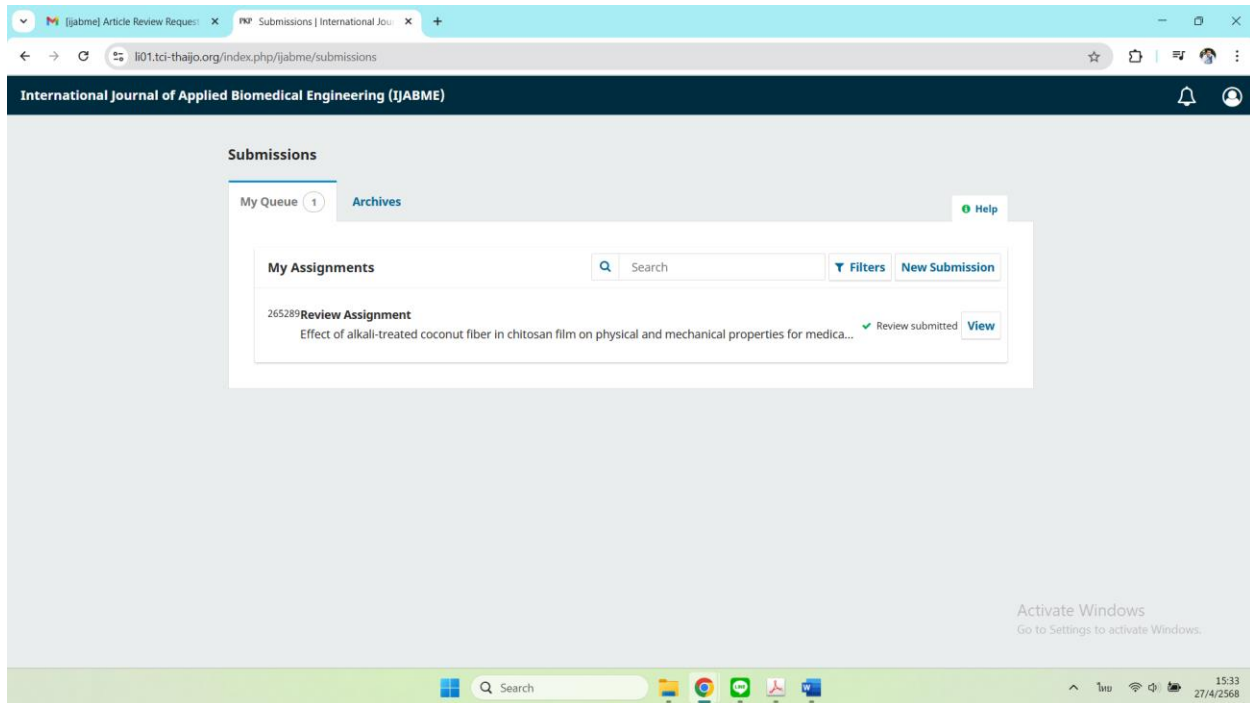 [ijabme] Article Review Request
PKP Submissions | International Jou
li01.tci-thaijo.org/index.php/ijabme/submissions
International Journal of Applied Biomedical Engineering (IJABME)
Submissions
My Queue 1 Archives
Help
My Assignments Search Filters New Submission
265289 Review Assignment
Effect of alkali-treated coconut fiber in chitosan film on physical and mechanical properties for medica... Review submitted View
Activate Windows
Go to Settings to activate Windows.
Search
LINE
W
ไทย
15:33
27/4/2568